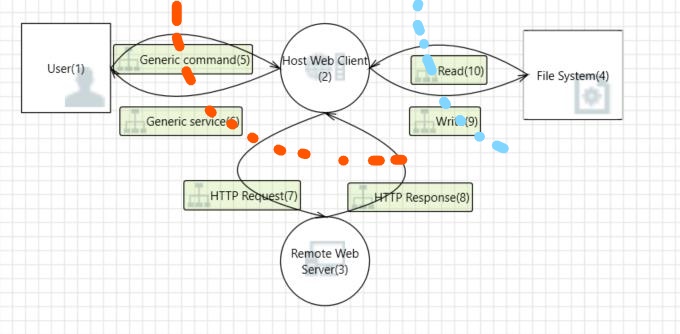 User(1)
Generic command(5)
Host Web Client
(2)
Read(10)
File System(4)
Generic service(6)
Write(9)
HTTP Request(7)
HTTP Response(8)
Remote Web
Server(3)